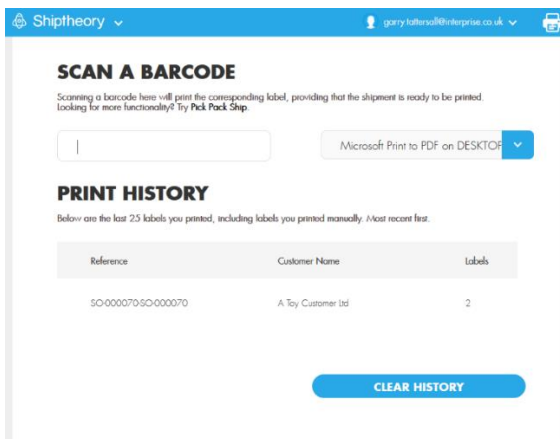 Shiptheory
garry.tattersall@interprise.co.uk
SCAN A BARCODE
Scanning a barcode here will print the corresponding label, providing that the shipment is ready to be printed.
Looking for more functionality? Try Pick Pack Ship.
Microsoft Print to PDF on DESKTOP
PRINT HISTORY
Below are the last 25 labels you printed, including labels you printed manually. Most recent first.
Reference Customer Name Labels
SO-000070-SO-000070 A Toy Customer Ltd 2
CLEAR HISTORY